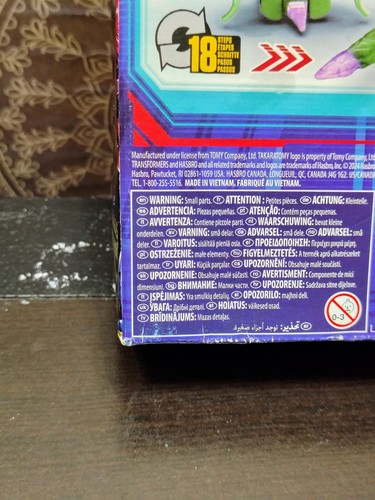 18
STEPS
ÉTAPES
SCHRITTE
PASOS
PASSOS
Manufactured under license from TOMY Company, Ltd. TAKARATOMY logo is property of Tomy Company, Ltd.
TRANSFORMERS and HASBRO and all related trademarks and logos are trademarks of Hasbro, Inc. © 2024 Hasbro
Hasbro, Pawtucket, RI 02861-1059 USA. HASBRO CANADA, LONGUEUIL, QC, CANADA J4G 1G2. US/CANADA
TEL. 1-800-255-5516. MADE IN VIETNAM. FABRIQUÉ AU VIETNAM.
WARNING: Small parts. ATTENTION : Petites pièces. ACHTUNG: Kleinteile.
ADVERTENCIA: Piezas pequeñas. ATENÇÃO: Contém peças pequenas.
AVVERTENZA: Contiene piccole parti. WAARSCHUWING: bevat kleine
onderdelen. VARNING: små delar. ADVARSEL: små dele. ADVARSEL: små
deler. VAROITUS: sisältää pieniä osia. ΠΡΟΕΙΔΟΠΟΙΗΣΗ: Περιέχει μικρά μέρη.
OSTRZEŻENIE: małe elementy. FIGYELMEZTETÉS: A termék apró alkatrészeket
tartalmaz. UYARI: Küçük parçalar. UPOZORNĚNÍ: Obsahuje malé součásti.
UPOZORNENIE: Obsahuje malé súčasti. AVERTISMENT: Componente de mici
dimensiuni. ВНИМАНИЕ: Малки части. UPOZORENJE: Sadržava sitne dijelove.
ĮSPĖJIMAS: Yra smulkių detalių. OPOZORILO: majhni deli.
УВАГА: Дрібні деталі. HOIATUS: väikesed osad.
BRĪDINĀJUMS: Mazas detaļas.
تحذير: توجد أجزاء صغيرة.
0-3